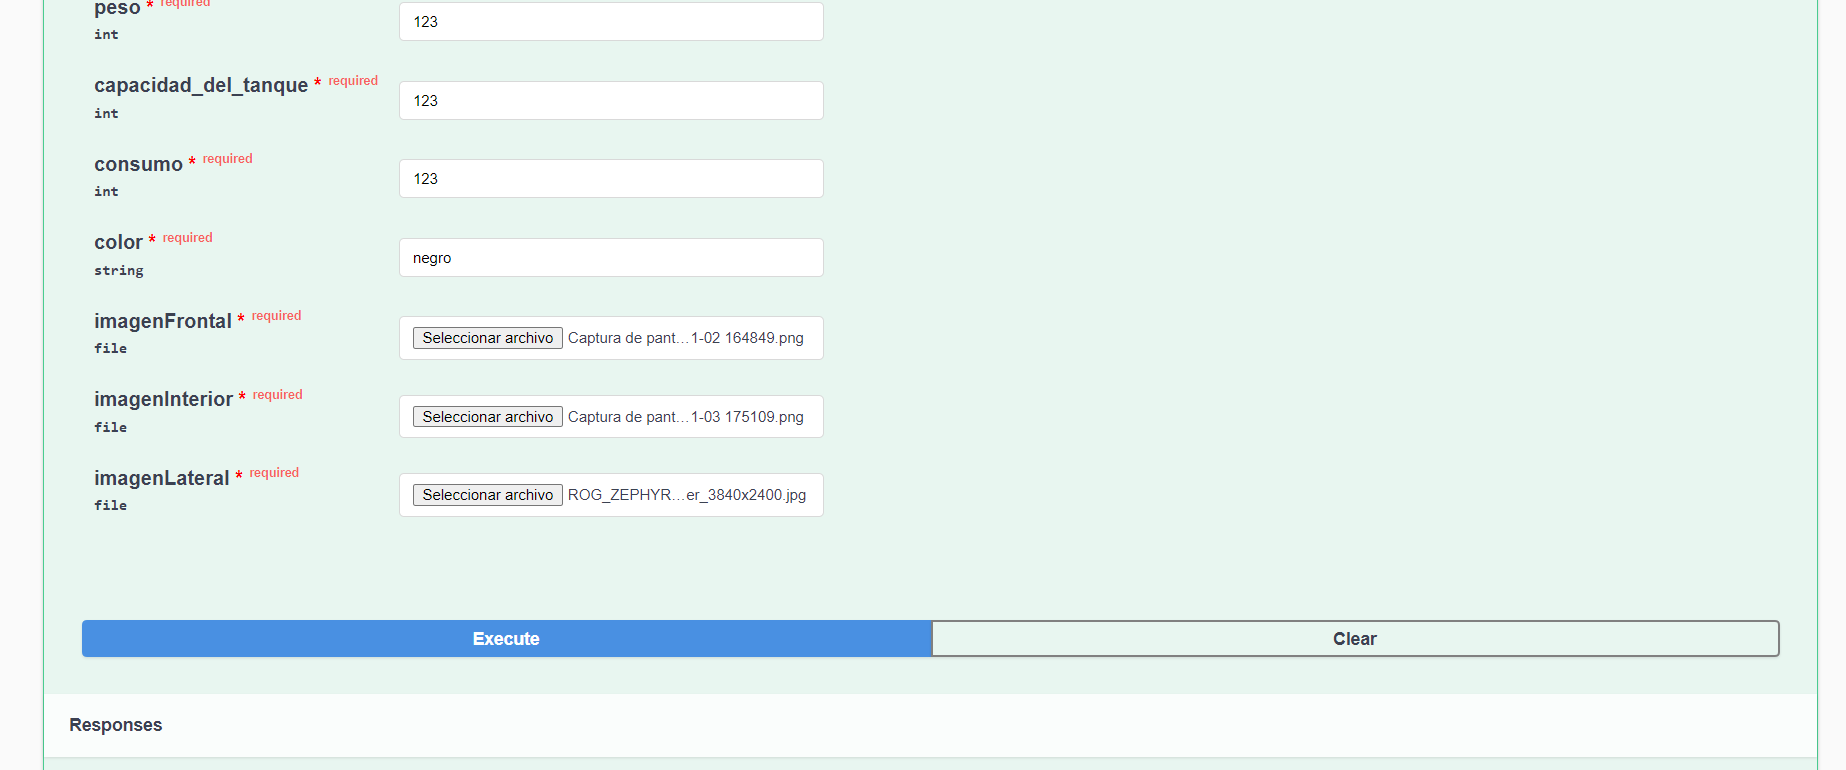 peso * required
int
123
capacidad_del_tanque * required
int
123
consumo * required
int
123
color * required
string
negro
imagenFrontal * required
file
Seleccionar archivo Captura de pant...1-02 164849.png
imagenInterior * required
file
Seleccionar archivo Captura de pant...1-03 175109.png
imagenLateral * required
file
Seleccionar archivo ROG_ZEPHYR...er_3840x2400.jpg
Execute
Clear
Responses